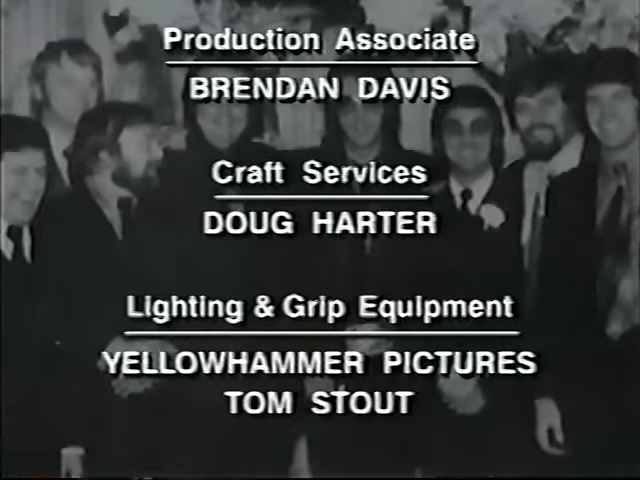 Production Associate
BRENDAN DAVIS
Craft Services
DOUG HARTER
Lighting & Grip Equipment
YELLOWHAMMER PICTURES
TOM STOUT